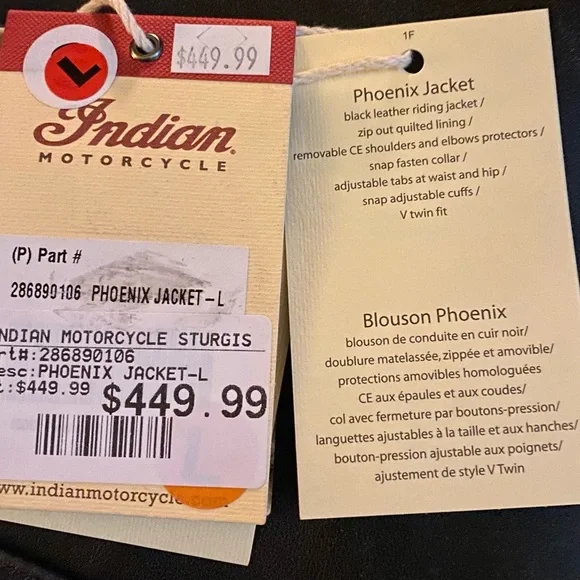 $449.99
Indian
MOTORCYCLE
(P) Part #
286890106 PHOENIX JACKET-L
NDIAN MOTORCYCLE STURGIS
rt#:286890106
esc:PHOENIX JACKET-L
:$449.99 $449.99
L
www.indianmotorcycle.com
1F
Phoenix Jacket
black leather riding jacket/
zip out quilted lining/
removable CE shoulders and elbows protectors/
snap fasten collar/
adjustable tabs at waist and hip/
snap adjustable cuffs/
V twin fit
Blouson Phoenix
blouson de conduite en cuir noir/
doublure matelassée, zippée et amovible/
protections amovibles homologuées
CE aux épaules et aux coudes/
col avec fermeture par boutons-pression/
languettes ajustables à la taille et aux hanches/
bouton-pression ajustable aux poignets/
ajustement de style V Twin